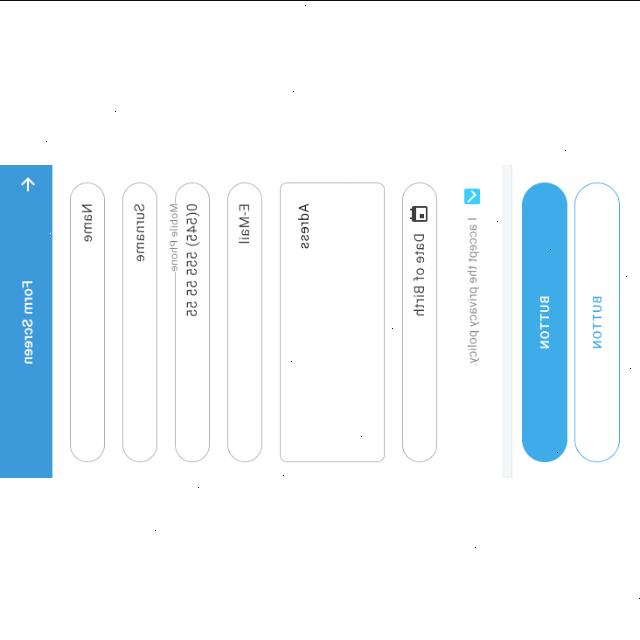 Form Screen
Name
Surname
Mobile Phone
0(545) 555 55 55
E-Mail
Adress
Date of Birth
I accept the privacy policy
BUTTON
BUTTON